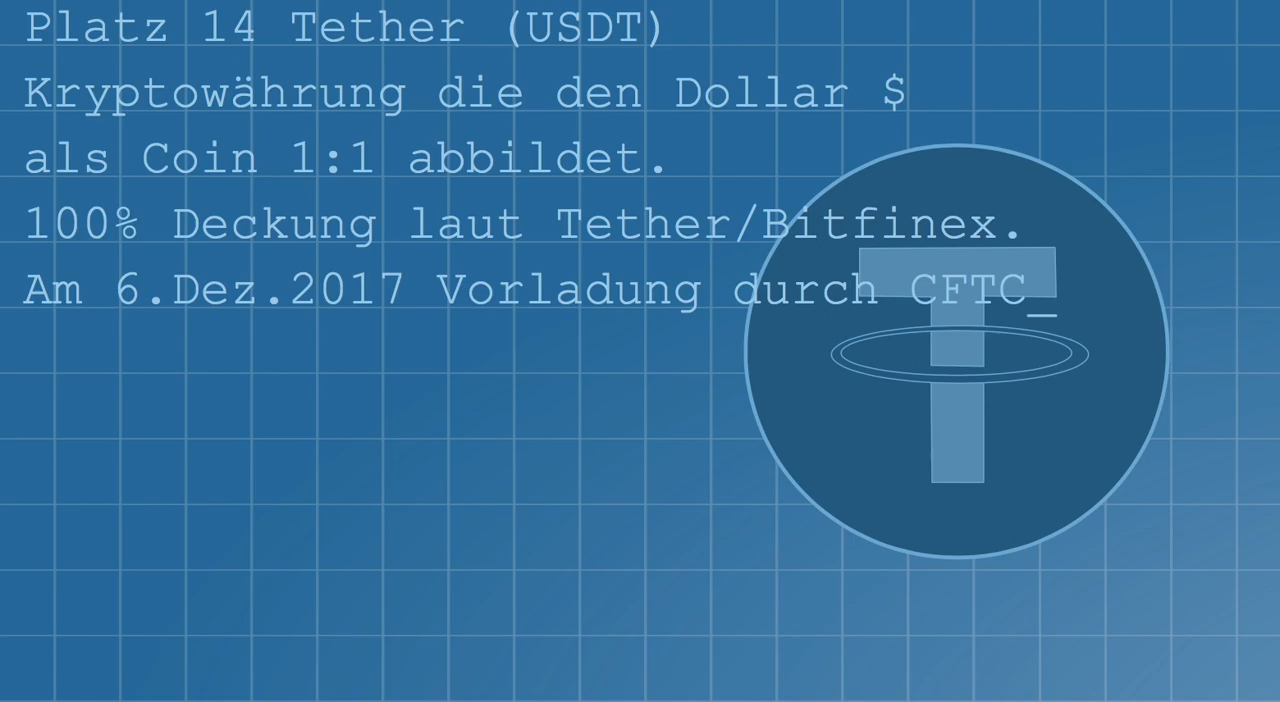 Platz 14 Tether (USDT)
Kryptowährung die den Dollar $
als Coin 1:1 abbildet.
100% Deckung laut Tether/Bitfinex.
Am 6.Dez.2017 Vorladung durch CFTC_